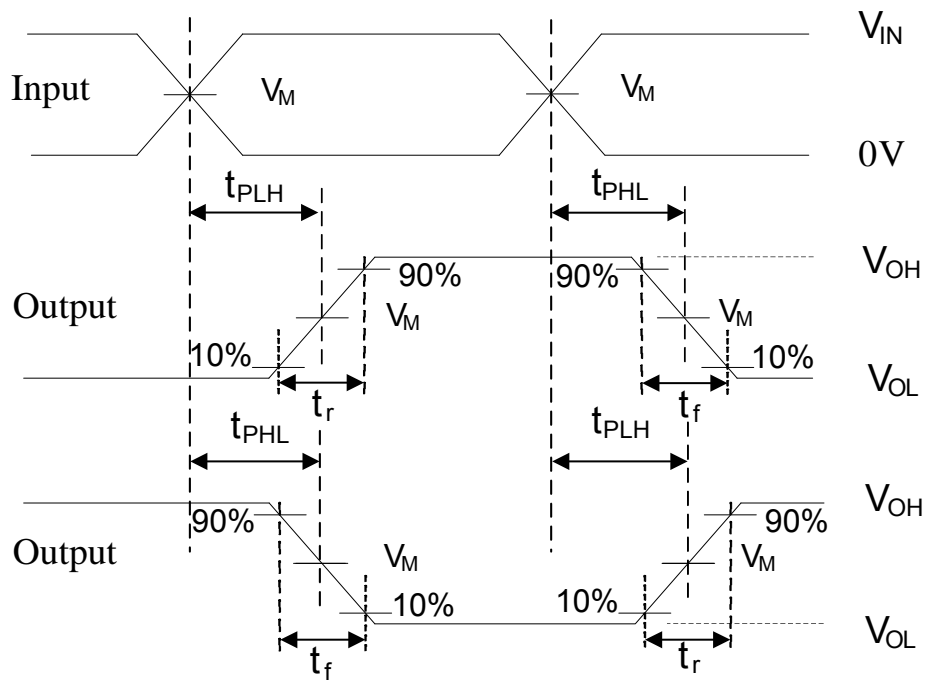 V_IN
Input
V_M
V_M
0V
t_PLH
t_PHL
V_OH
90%
90%
Output
V_M
V_M
10%
10%
V_OL
t_r
t_f
t_PHL
t_PLH
V_OH
90%
90%
Output
V_M
V_M
10%
10%
V_OL
t_f
t_r